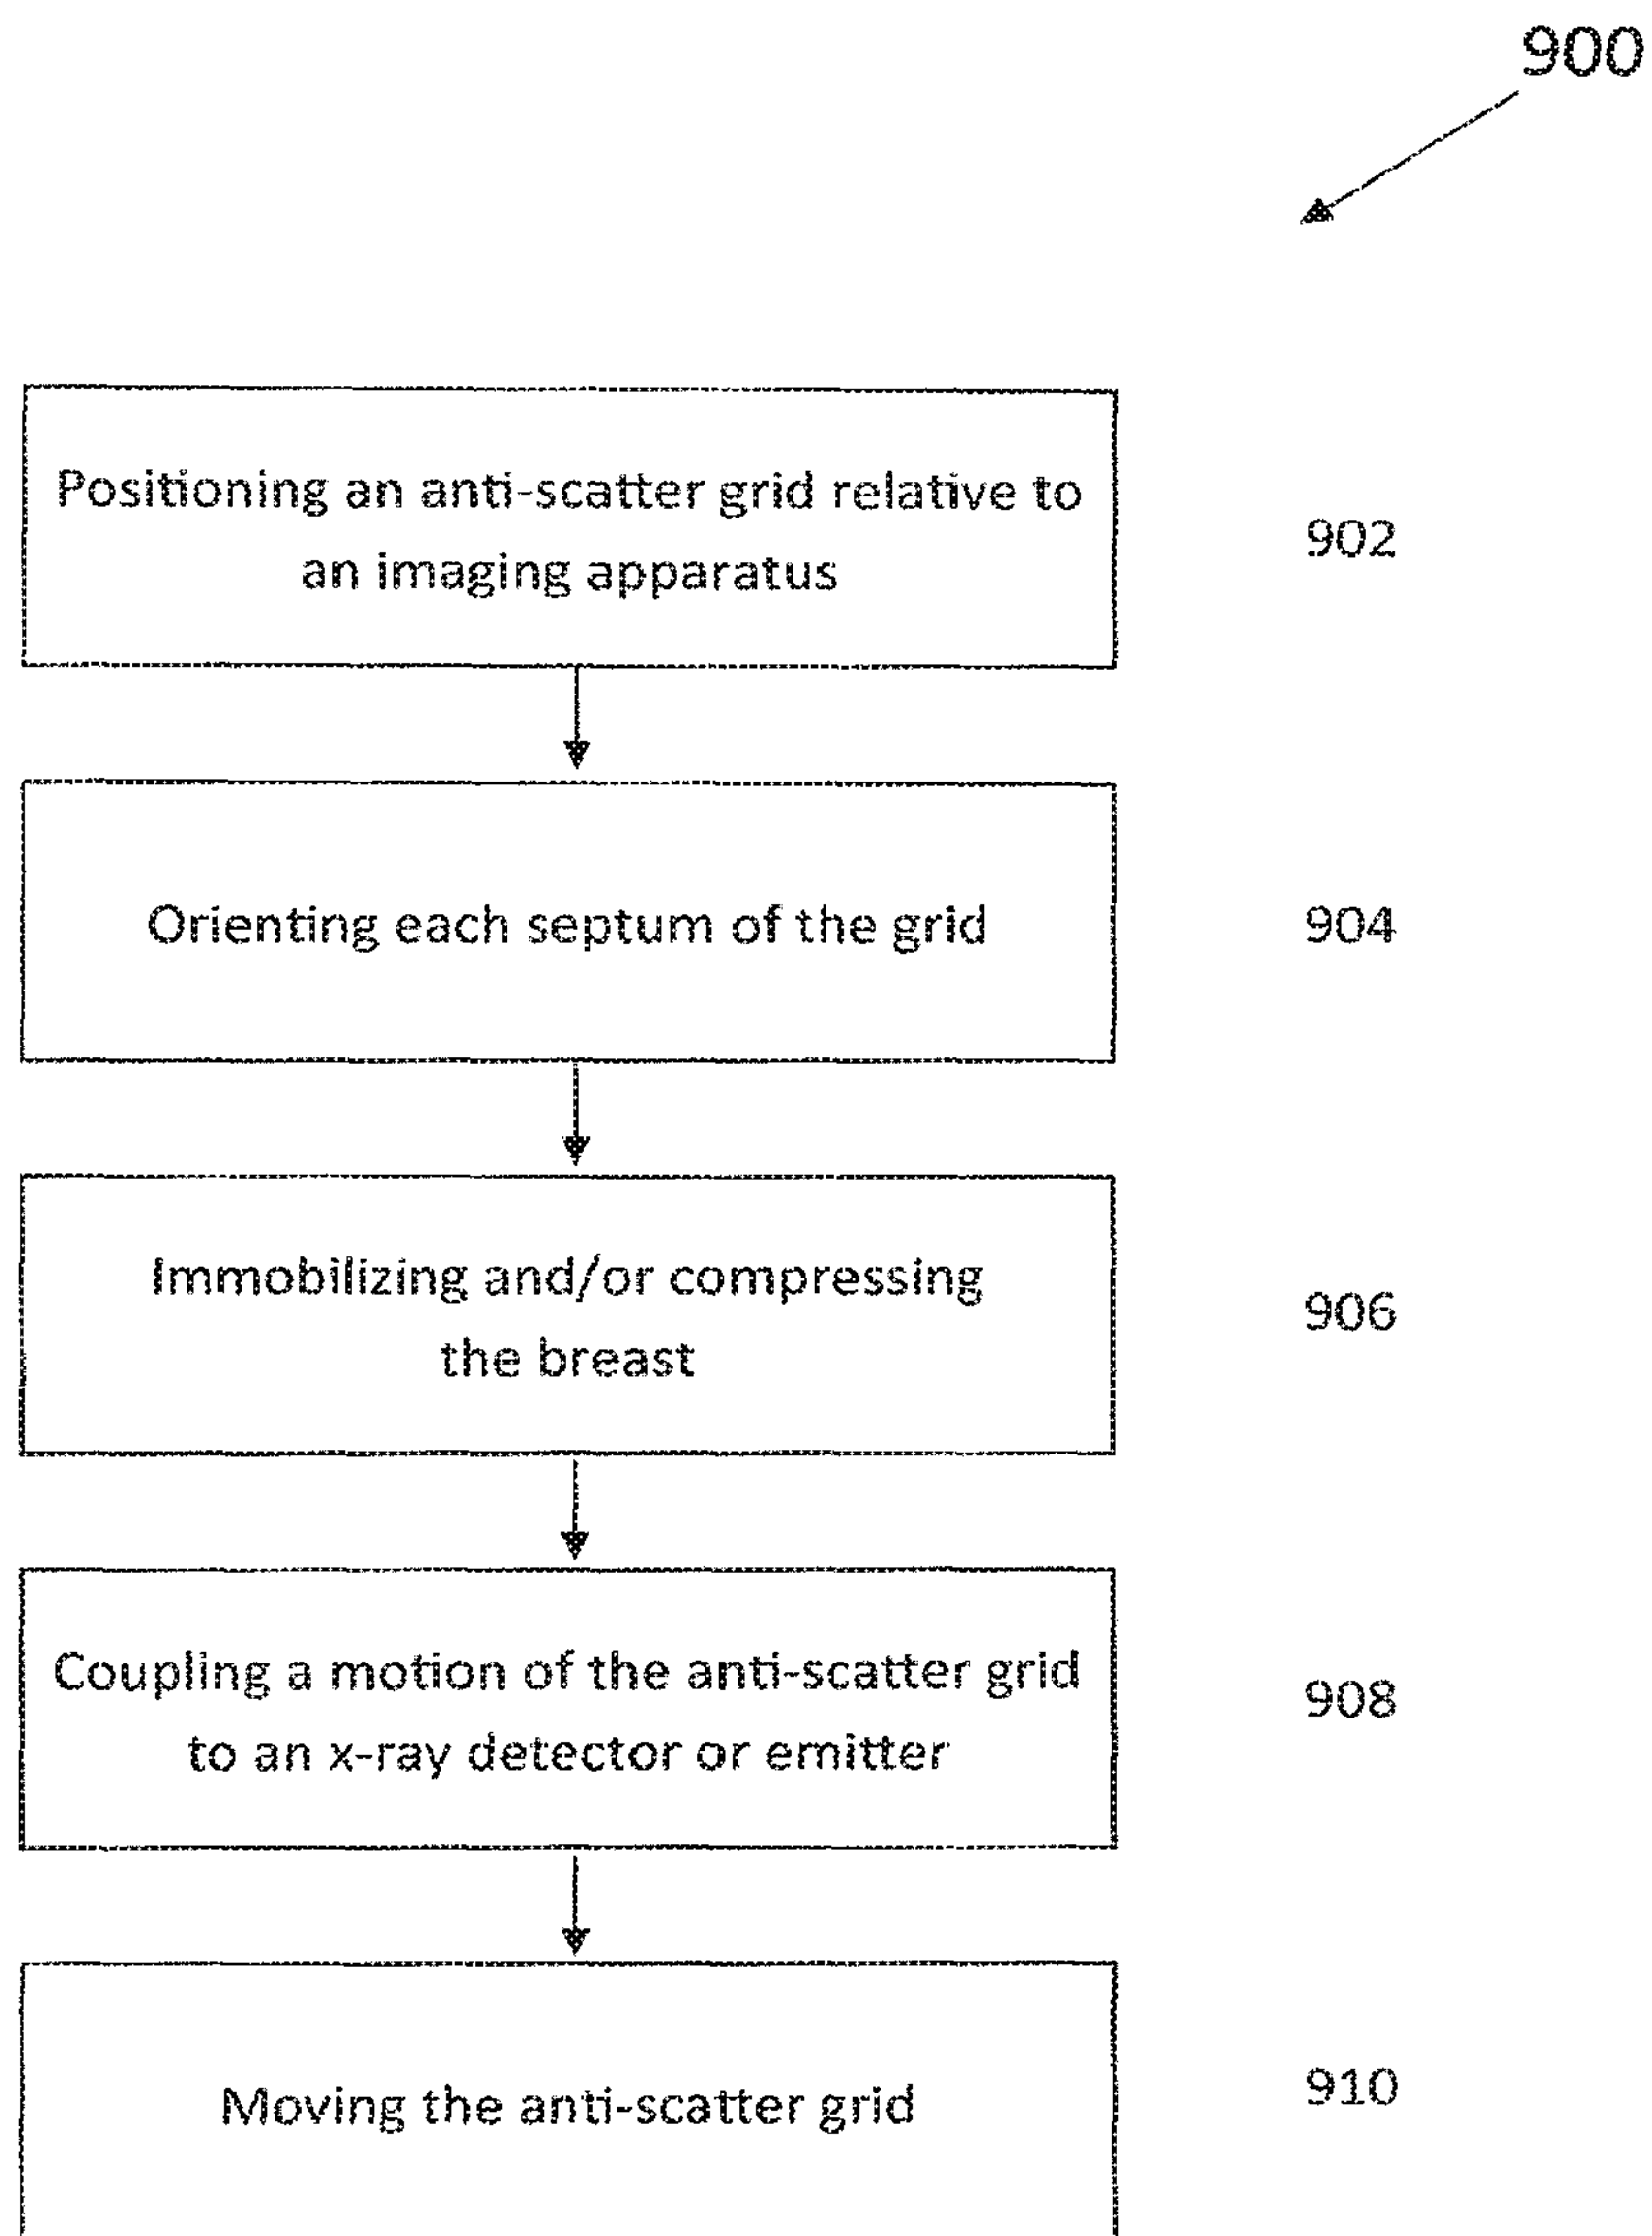 900
Positioning an anti-scatter grid relative to
an imaging apparatus
902
Orienting each septum of the grid
904
Immobilizing and/or compressing
the breast
906
Coupling a motion of the anti-scatter grid
to an x-ray detector or emitter
908
Moving the anti-scatter grid
910